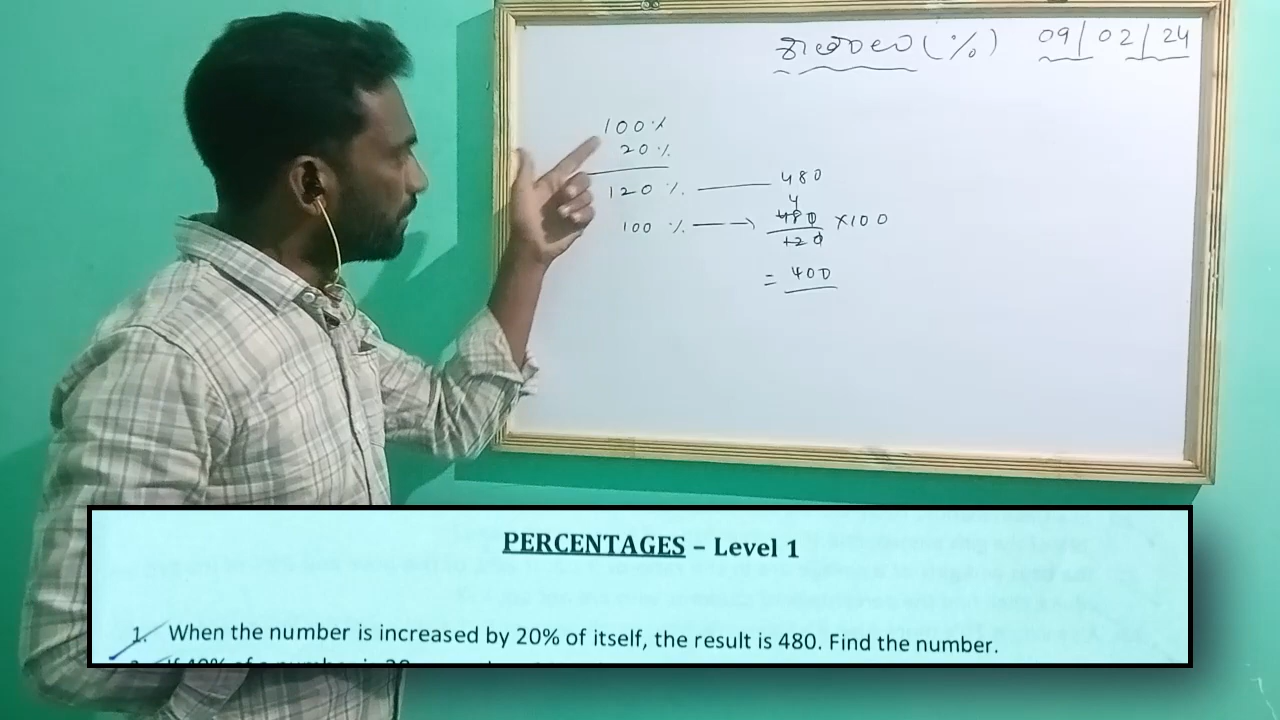 ಶೇಕಡಾ (%) 09/02/24
100%
20%
120% — 480
100% → 480/120 ×100
4
= 400
PERCENTAGES – Level 1
1. When the number is increased by 20% of itself, the result is 480. Find the number.